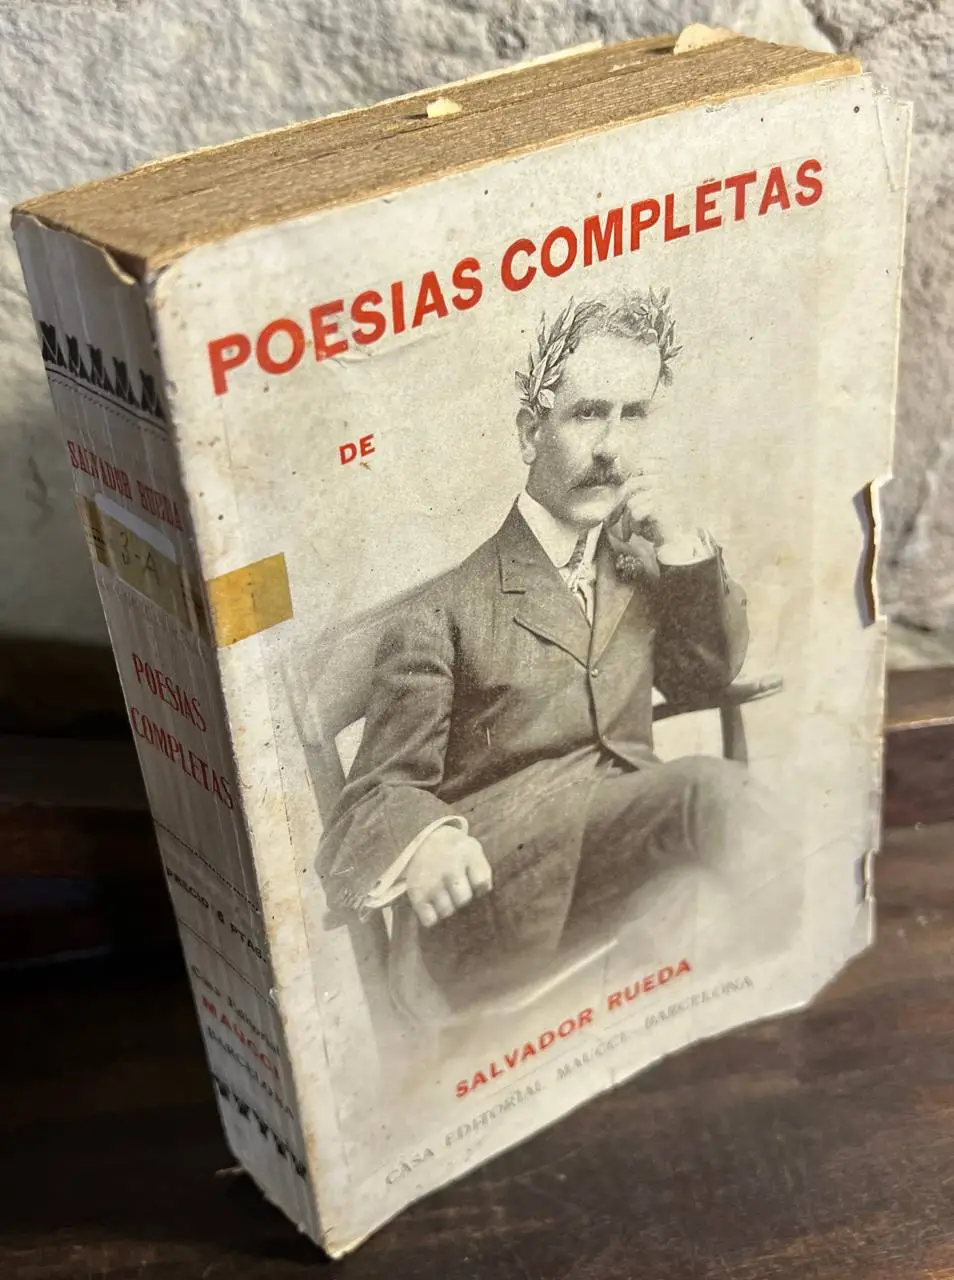 POESIAS COMPLETAS
DE
SALVADOR RUEDA
CASA EDITORIAL MAUCCI. BARCELONA
SALVADOR RUEDA
3-A
POESIAS
COMPLETAS
PRECIO 6 PTAS.
Casa Editorial
MAUCCI
BARCELONA